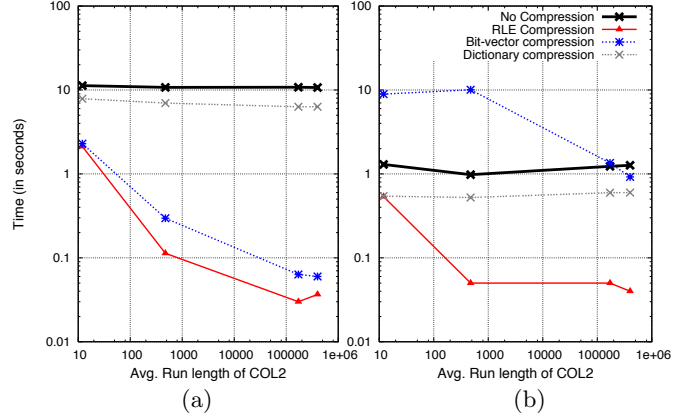 No Compression
RLE Compression
Bit-vector compression
Dictionary compression
Time (in seconds)
100
10
1
0.1
0.01
10 100 1000 10000 100000 1e+06
Avg. Run length of COL2
(a)
100
10
1
0.1
0.01
10 100 1000 10000 100000 1e+06
Avg. Run length of COL2
(b)